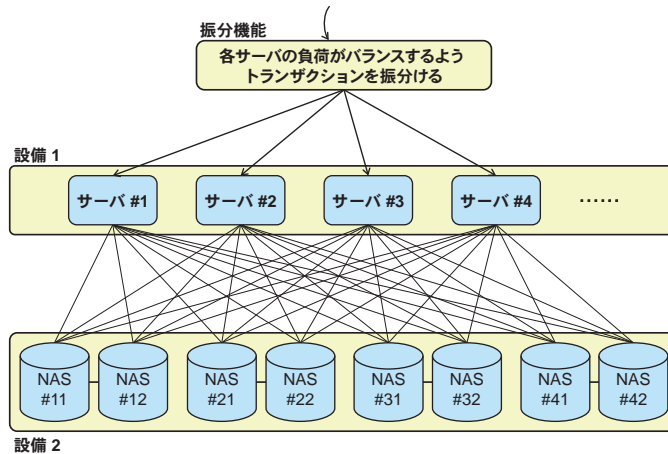 振分機能
各サーバの負荷がバランスするよう
トランザクションを振分ける
設備 1
サーバ #1
サーバ #2
サーバ #3
サーバ #4
……
NAS
#11
NAS
#12
NAS
#21
NAS
#22
NAS
#31
NAS
#32
NAS
#41
NAS
#42
設備 2